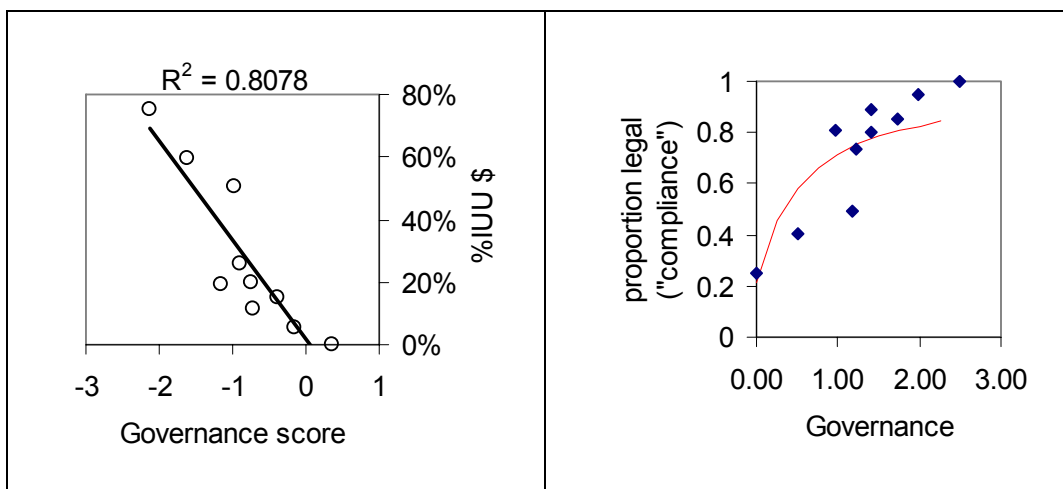 R² = 0.8078
80%
60%
40%
20%
0%
%IUU $
-3 -2 -1 0 1
Governance score
proportion legal
("compliance")
1
0.8
0.6
0.4
0.2
0
0.00 1.00 2.00 3.00
Governance